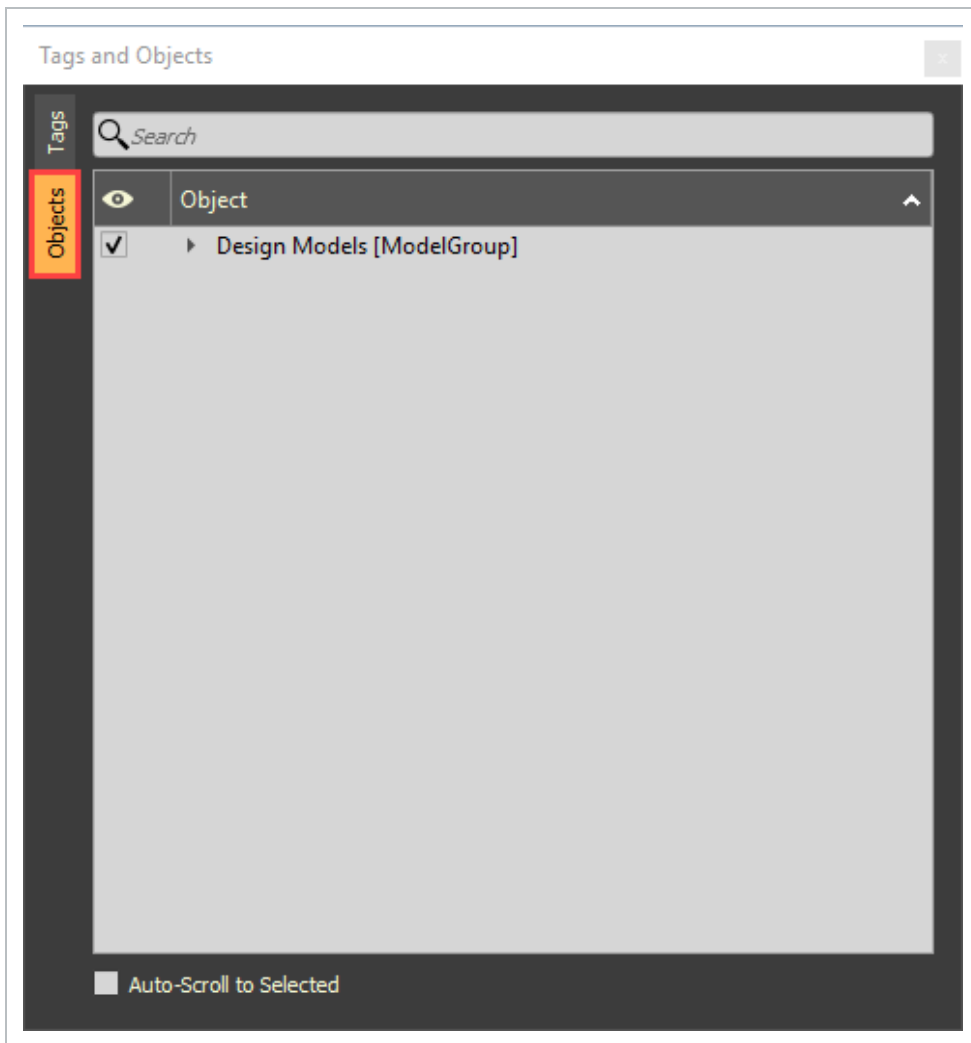 Tags and Objects
x
Tags
Search
Objects
Object
Design Models [ModelGroup]
Auto-Scroll to Selected